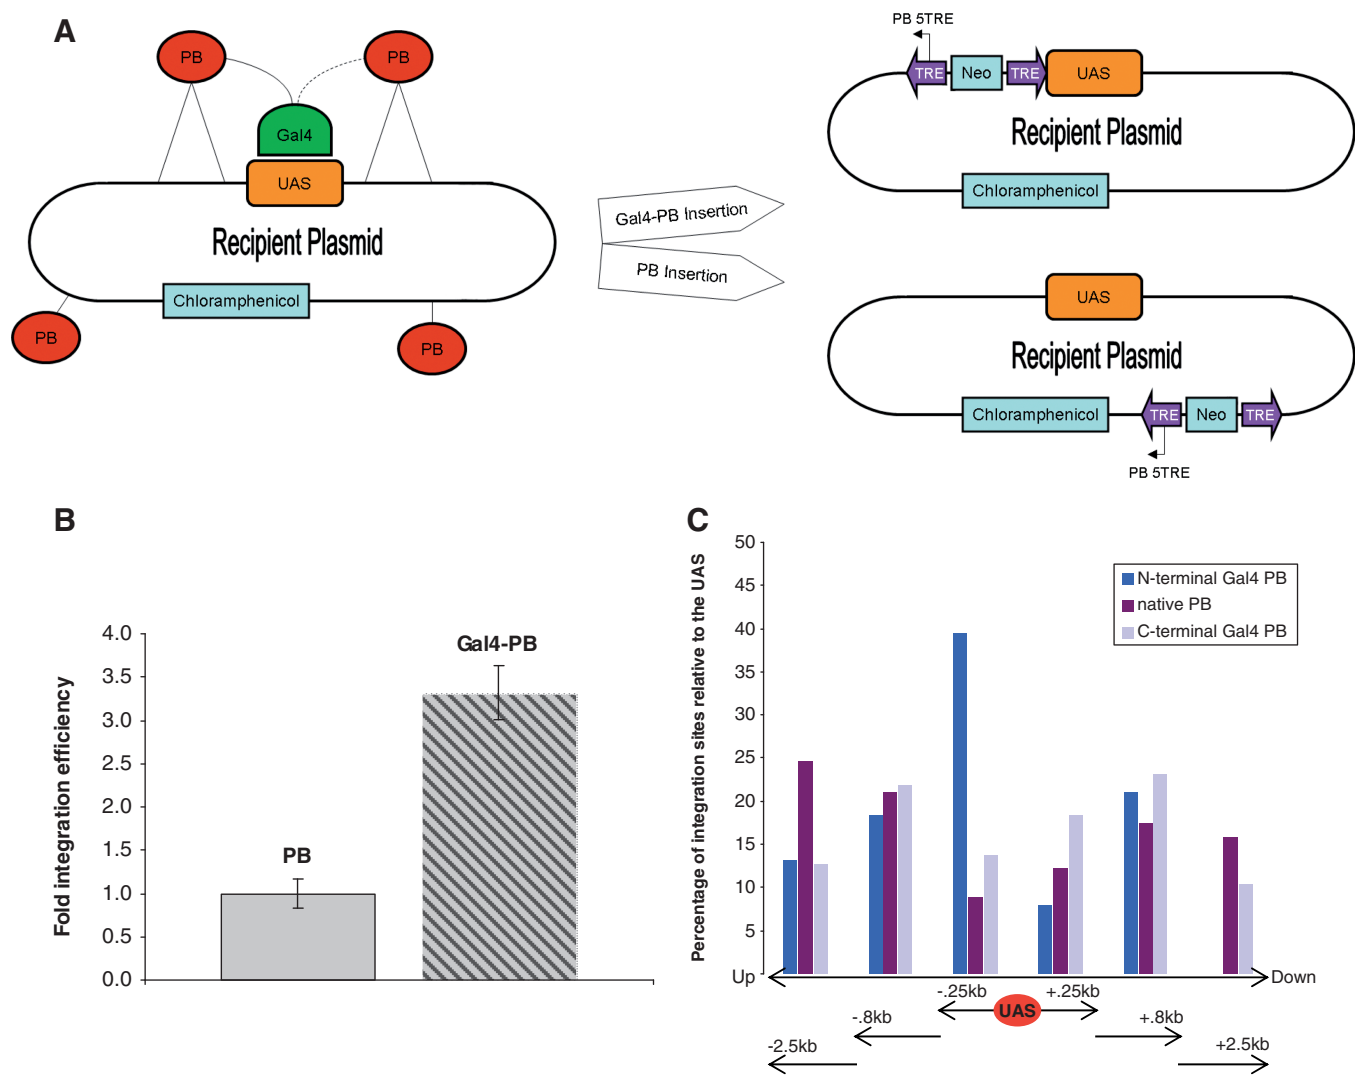 A
PB
PB
Gal4
UAS
Recipient Plasmid
Chloramphenicol
PB
PB
Gal4-PB Insertion
PB Insertion
PB 5TRE
TRE
Neo
TRE
UAS
Recipient Plasmid
Chloramphenicol
UAS
Recipient Plasmid
Chloramphenicol
TRE
Neo
TRE
PB 5TRE
B
Fold integration efficiency
4.0
3.5
3.0
2.5
2.0
1.5
1.0
0.5
0.0
PB
Gal4-PB
C
Percentage of integration sites relative to the UAS
50
45
40
35
30
25
20
15
10
5
N-terminal Gal4 PB
native PB
C-terminal Gal4 PB
Up
Down
-.25kb
+.25kb
UAS
-.8kb
+.8kb
-2.5kb
+2.5kb